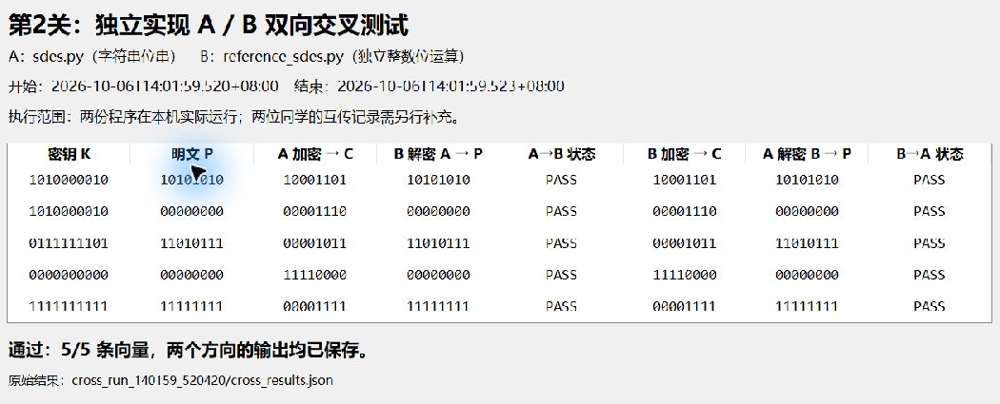 第2关：独立实现 A / B 双向交叉测试
A：sdes.py（字符串位串） B：reference_sdes.py（独立整数位运算）
开始：2026-10-06T14:01:59.520+08:00 结束：2026-10-06T14:01:59.523+08:00
执行范围：两份程序在本机实际运行；两位同学的互传记录需另行补充。
密钥 K 明文 P A 加密 → C B 解密 A → P A→B 状态 B 加密 → C A 解密 B → P B→A 状态
1010000010 10101010 10001101 10101010 PASS 10001101 10101010 PASS
1010000010 00000000 00001110 00000000 PASS 00001110 00000000 PASS
0111111101 11010111 00001011 11010111 PASS 00001011 11010111 PASS
0000000000 00000000 11110000 00000000 PASS 11110000 00000000 PASS
1111111111 11111111 00001111 11111111 PASS 00001111 11111111 PASS
通过：5/5 条向量，两个方向的输出均已保存。
原始结果：cross_run_140159_520420/cross_results.json